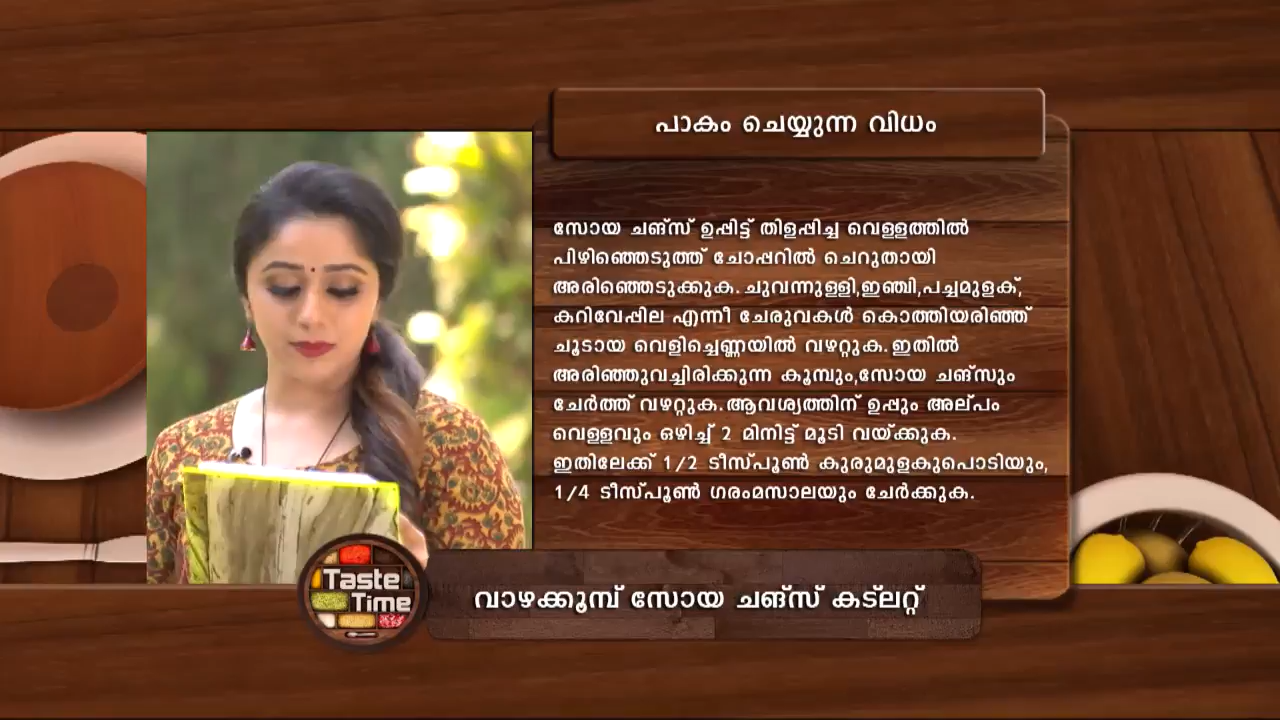 പാകം ചെയ്യുന്ന വിധം
സോയ ചങ്സ് ഉപ്പിട്ട് തിളപ്പിച്ച വെള്ളത്തിൽ
പിഴിഞ്ഞെടുത്ത് ചോപ്പറിൽ ചെറുതായി
അരിഞ്ഞെടുക്കുക. ചുവന്നുള്ളി,ഇഞ്ചി,പച്ചമുളക്,
കറിവേപ്പില എന്നീ ചേരുവകൾ കൊത്തിയരിഞ്ഞ്
ചൂടായ വെളിച്ചെണ്ണയിൽ വഴറ്റുക. ഇതിൽ
അരിഞ്ഞുവച്ചിരിക്കുന്ന കൂമ്പും,സോയ ചങ്സും
ചേർത്ത് വഴറ്റുക. ആവശ്യത്തിന് ഉപ്പും അല്പം
വെള്ളവും ഒഴിച്ച് 2 മിനിട്ട് മൂടി വയ്ക്കുക.
ഇതിലേക്ക് 1/2 ടീസ്പൂൺ കുരുമുളകുപൊടിയും,
1/4 ടീസ്പൂൺ ഗരംമസാലയും ചേർക്കുക.
Taste
Time
വാഴക്കൂമ്പ് സോയ ചങ്സ് കട്ലറ്റ്